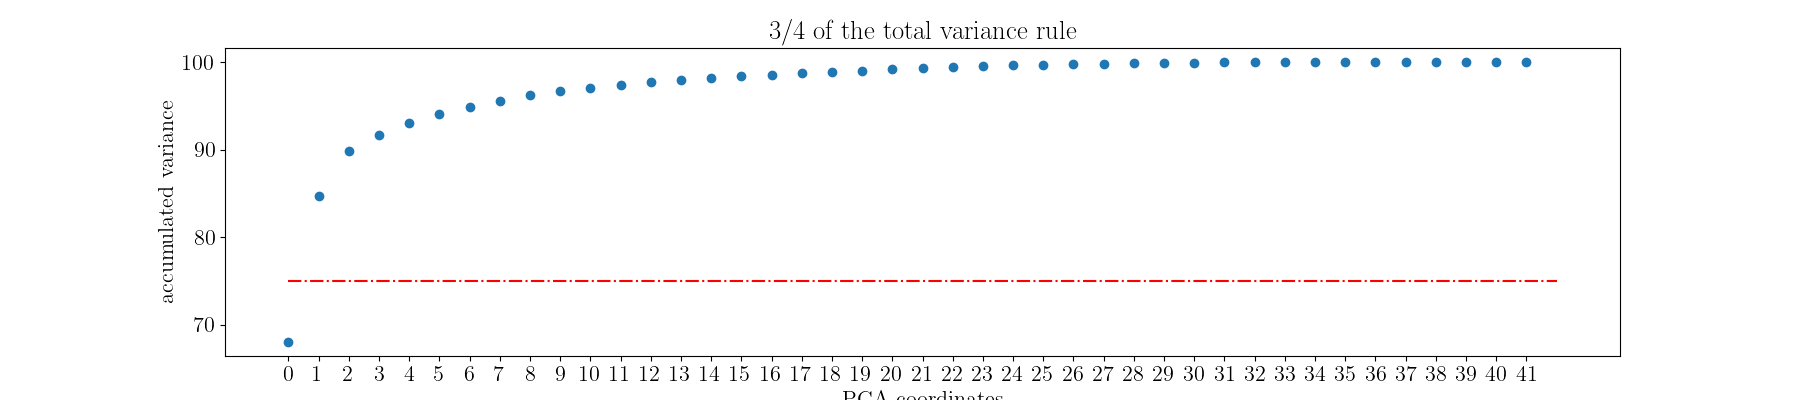 3/4 of the total variance rule
100
90
80
70
accumulated variance
0 1 2 3 4 5 6 7 8 9 10 11 12 13 14 15 16 17 18 19 20 21 22 23 24 25 26 27 28 29 30 31 32 33 34 35 36 37 38 39 40 41
PCA coordinates